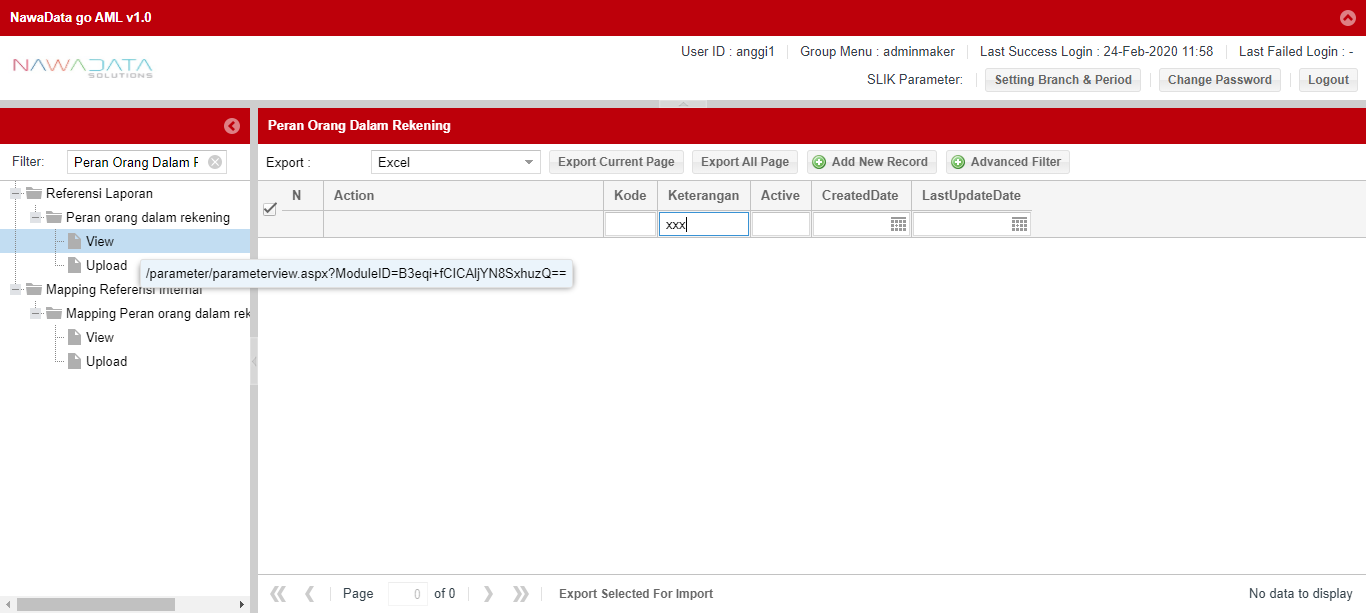 NawaData go AML v1.0
NAWADATA
SOLUTIONS
User ID : anggi1
Group Menu : adminmaker
Last Success Login : 24-Feb-2020 11:58
Last Failed Login : -
SLIK Parameter:
Setting Branch & Period
Change Password
Logout
Filter:
Peran Orang Dalam
Referensi Laporan
Peran orang dalam rekening
View
Upload
/parameter/parameterview.aspx?ModuleID=B3eqi+fCICAljYN8SxhuzQ==
Mapping Referensi Internal
Mapping Peran orang dalam rek
View
Upload
Peran Orang Dalam Rekening
Export :
Excel
Export Current Page
Export All Page
Add New Record
Advanced Filter
N
Action
Kode
Keterangan
Active
CreatedDate
LastUpdateDate
xxx
Page
0
of 0
Export Selected For Import
No data to display